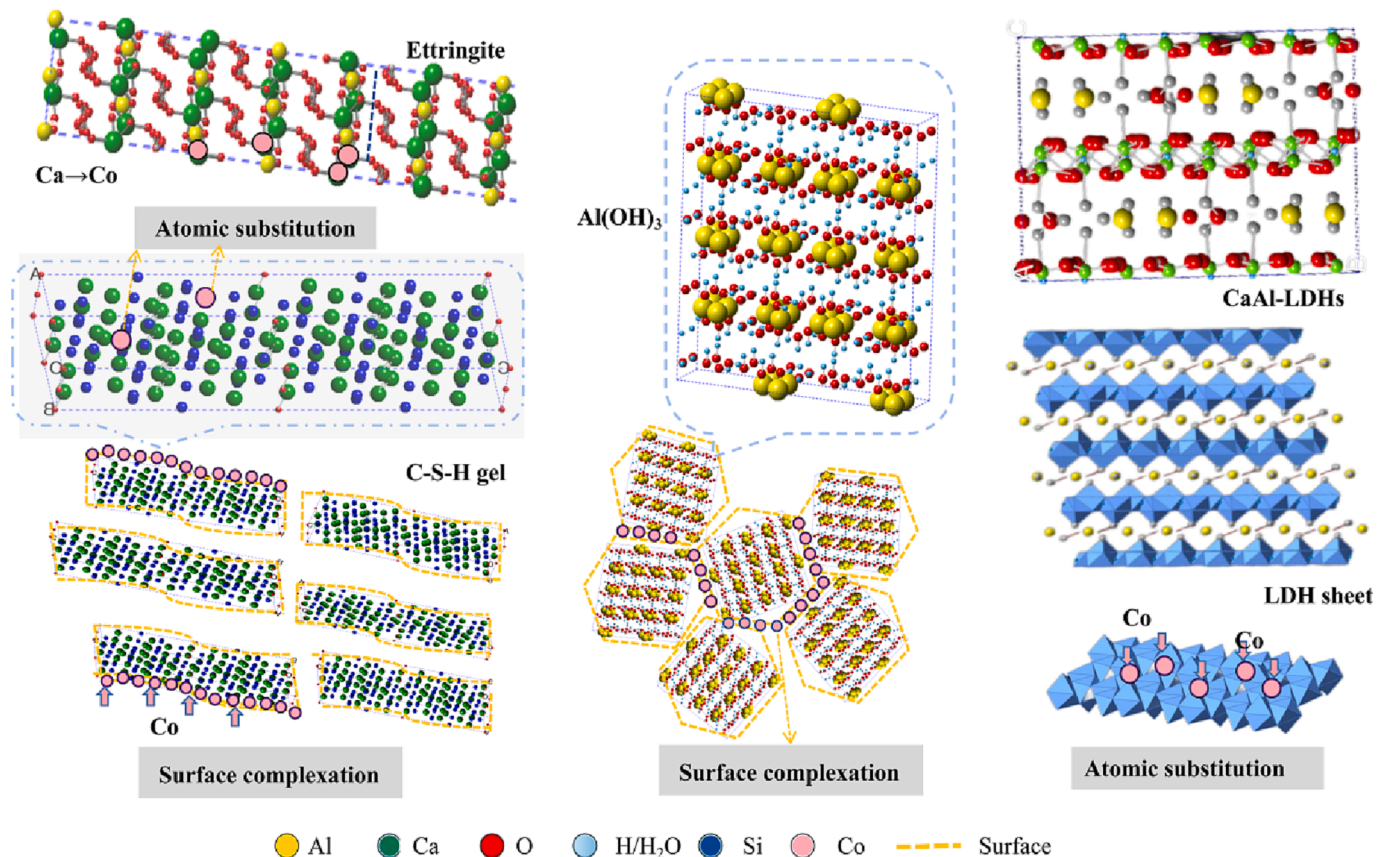 Ettringite
Ca→Co
Atomic substitution
A
O
C
B
C-S-H gel
Co
Surface complexation
Al(OH)₃
Surface complexation
CaAl-LDHs
LDH sheet
Co
Co
Atomic substitution
Al
Ca
O
H/H₂O
Si
Co
Surface